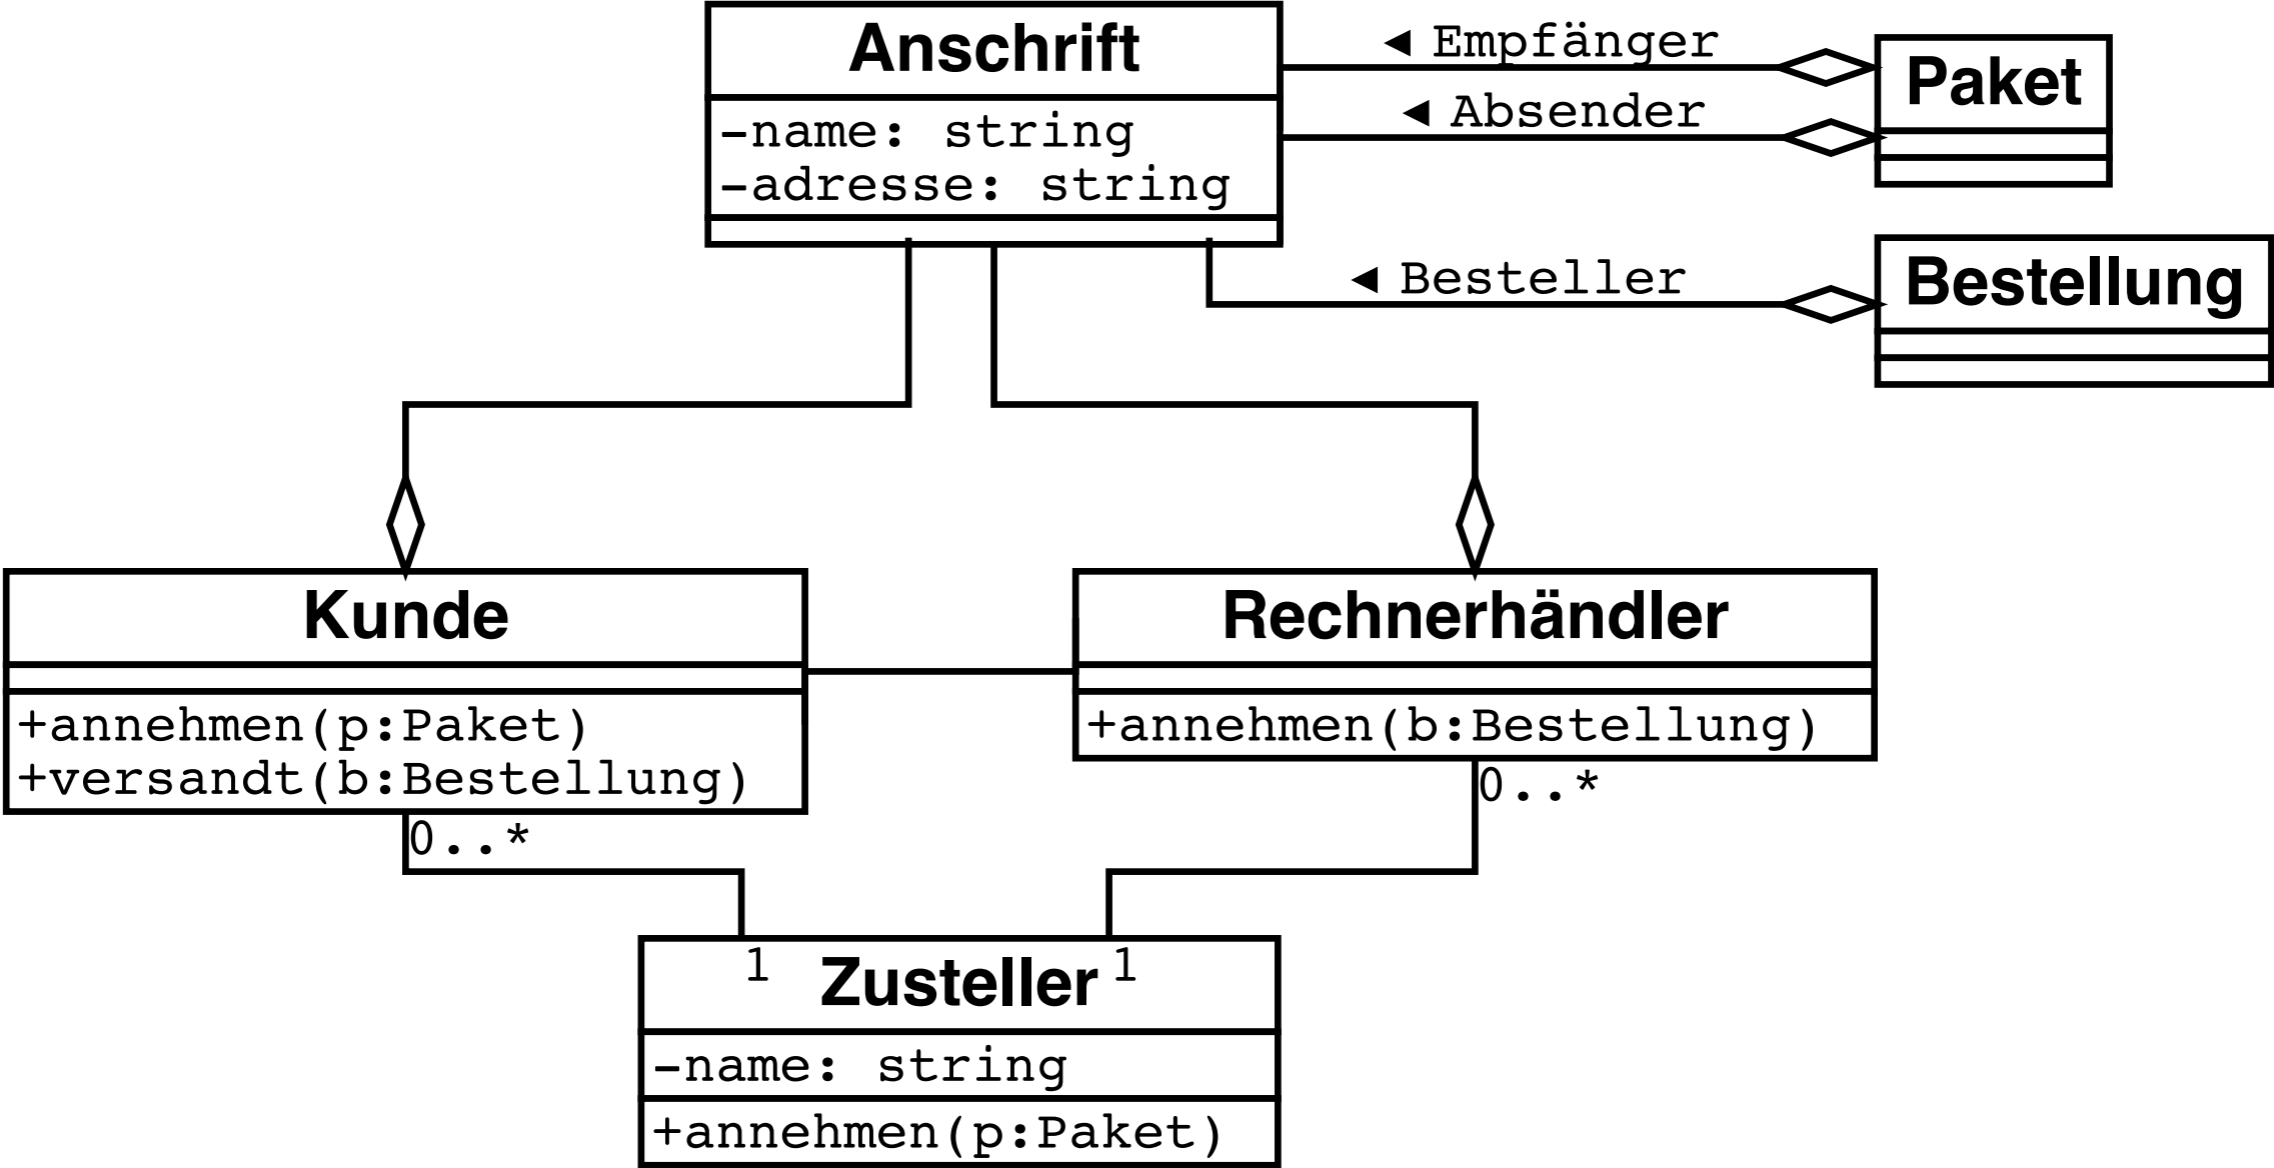 Anschrift
-name: string
-adresse: string
◄ Empfänger
◄ Absender
Paket
◄ Besteller
Bestellung
Kunde
+annehmen(p:Paket)
+versandt(b:Bestellung)
0..*
Rechnerhändler
+annehmen(b:Bestellung)
0..*
1
Zusteller
1
-name: string
+annehmen(p:Paket)